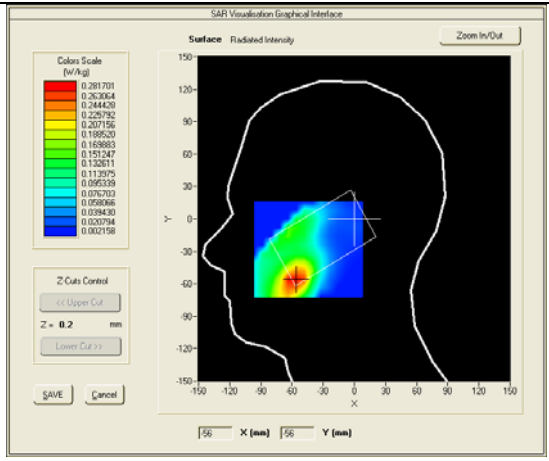 SAR Visualisation Graphical Interface
Surface Radiated Intensity
Zoom In/Out
Colors Scale
(W/kg)
0.281701
0.263064
0.244428
0.225792
0.207156
0.188520
0.169883
0.151247
0.132611
0.113975
0.095339
0.076703
0.058066
0.039430
0.020794
0.002158
Z Cuts Control
<< Upper Cut
Z = 0.2 mm
Lower Cut >>
SAVE Cancel
150-
120-
90-
60-
30-
0-
-30-
-60-
-90-
-120-
-150-
Y
-150 -120 -90 -60 -30 0 30 60 90 120 150
X
-56 X (mm) -56 Y (mm)